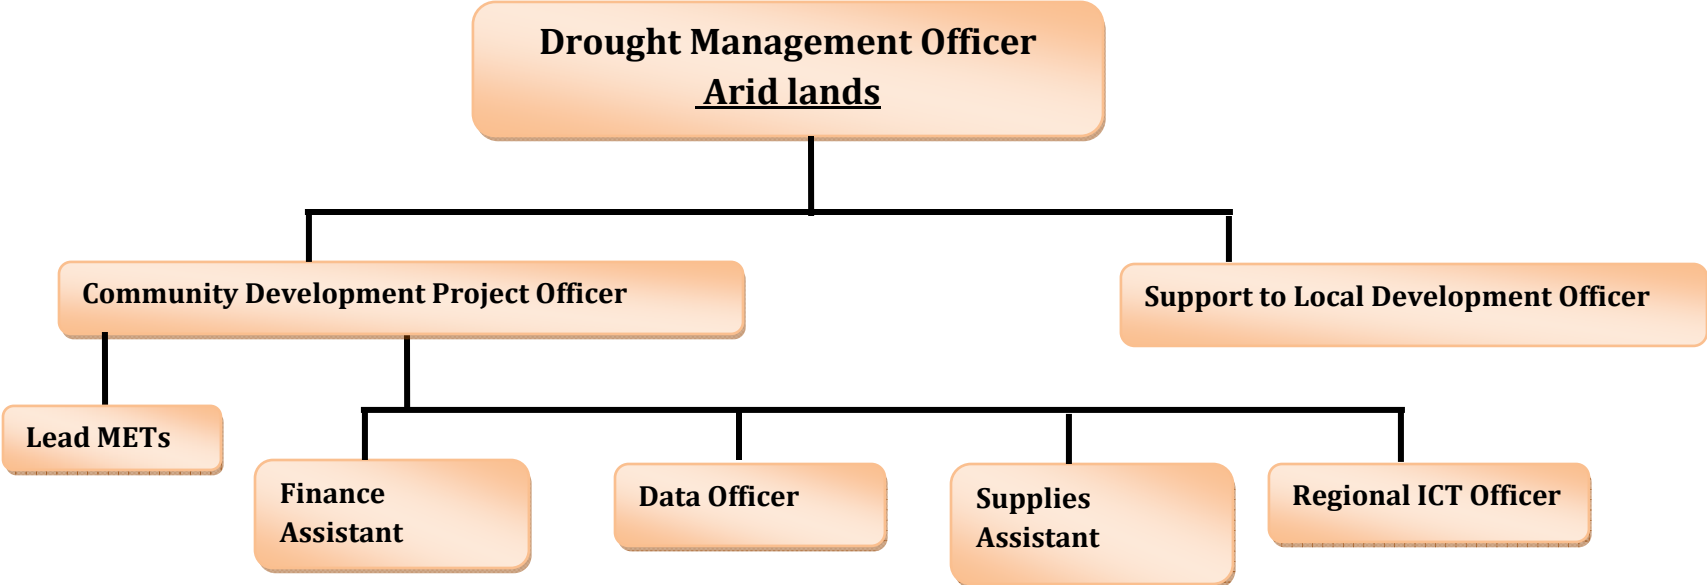 Drought Management Officer
Arid lands
Community Development Project Officer
Support to Local Development Officer
Lead METs
Finance
Assistant
Data Officer
Supplies
Assistant
Regional ICT Officer